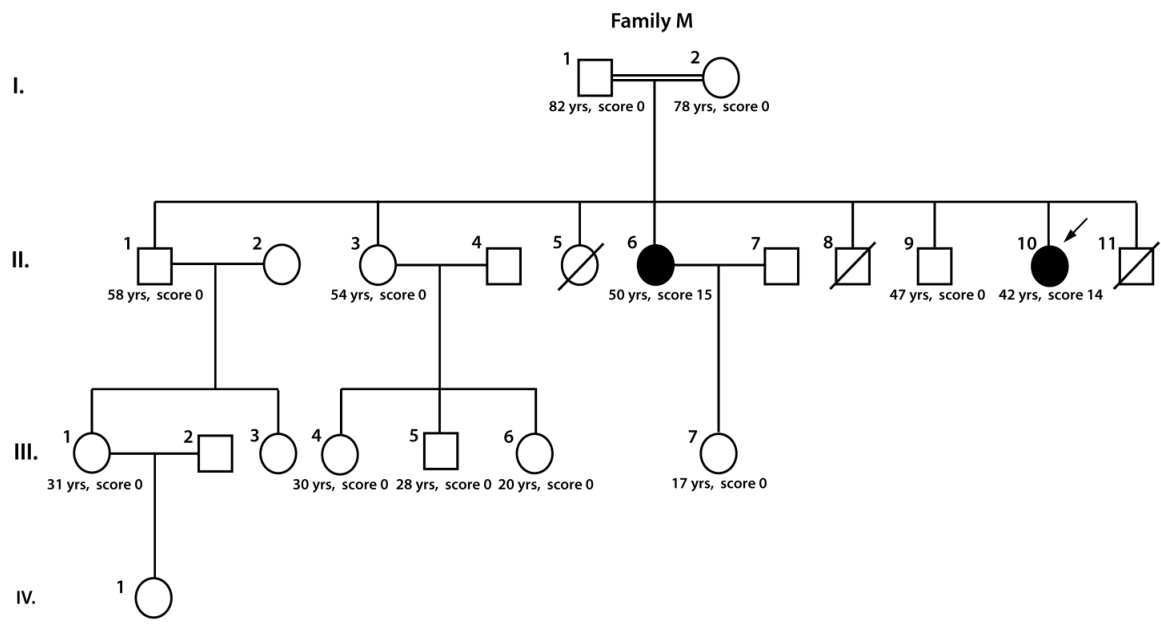 Family M
1 2
I.
82 yrs, score 0 78 yrs, score 0
II.
1 2 3 4 5 6 7 8 9 10 11
58 yrs, score 0 54 yrs, score 0 50 yrs, score 15 47 yrs, score 0 42 yrs, score 14
III.
1 2 3 4 5 6 7
31 yrs, score 0 30 yrs, score 0 28 yrs, score 0 20 yrs, score 0 17 yrs, score 0
IV.
1